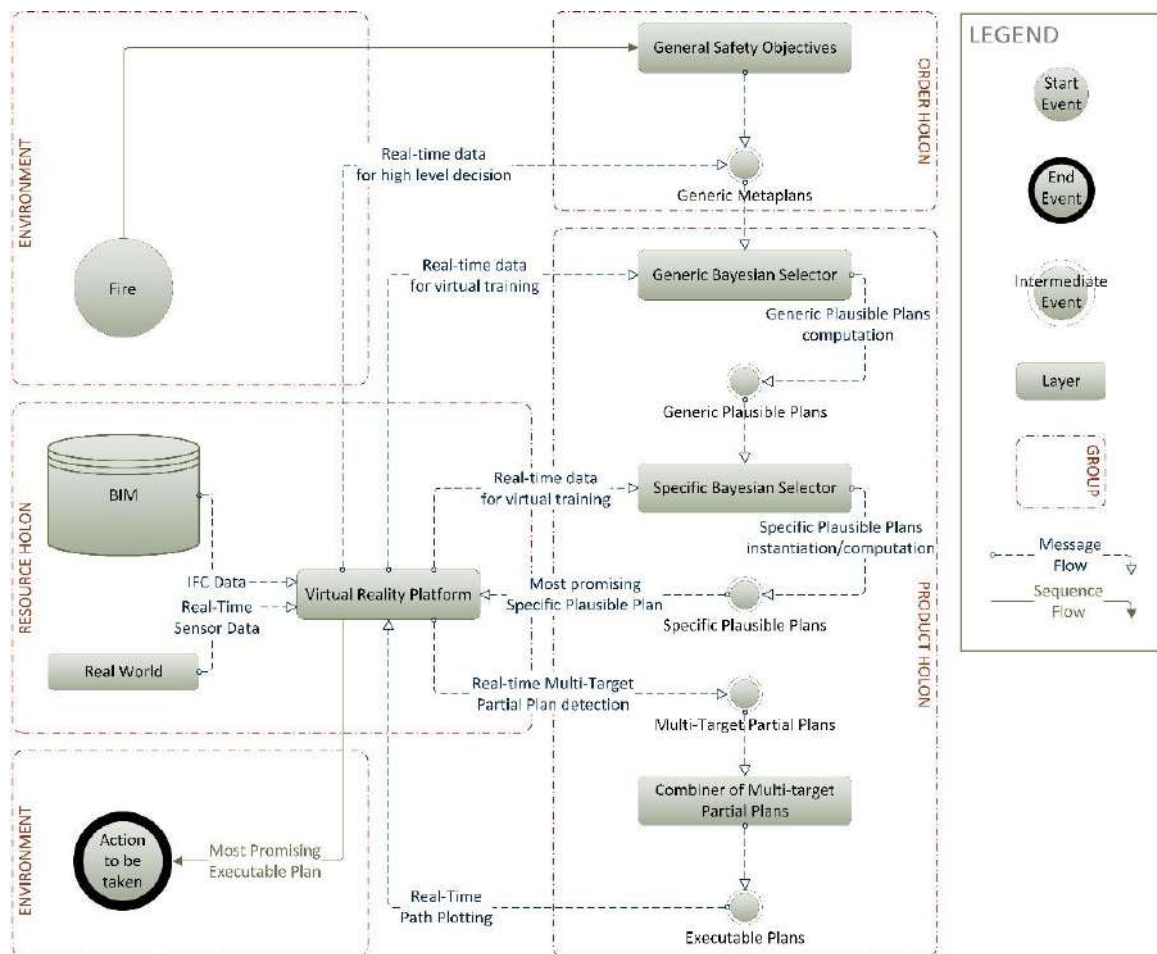 ENVIRONMENT
Fire
General Safety Objectives
Real-time data
for high level decision
Generic Metaplans
ORDER HOLON
Real-time data
for virtual training
Generic Bayesian Selector
Generic Plausible Plans
computation
Generic Plausible Plans
RESOURCE HOLON
BIM
IFC Data
Real-Time
Sensor Data
Real World
Virtual Reality Platform
Real-time data
for virtual training
Specific Bayesian Selector
Specific Plausible Plans
instantiation/computation
Most promising
Specific Plausible Plan
Specific Plausible Plans
PRODUCT HOLON
Real-time Multi-Target
Partial Plan detection
Multi-Target Partial Plans
Combiner of Multi-target
Partial Plans
ENVIRONMENT
Action
to be
taken
Most Promising
Executable Plan
Real-Time
Path Plotting
Executable Plans
LEGEND
Start
Event
End
Event
Intermediate
Event
Layer
GROUP
Message
Flow
Sequence
Flow